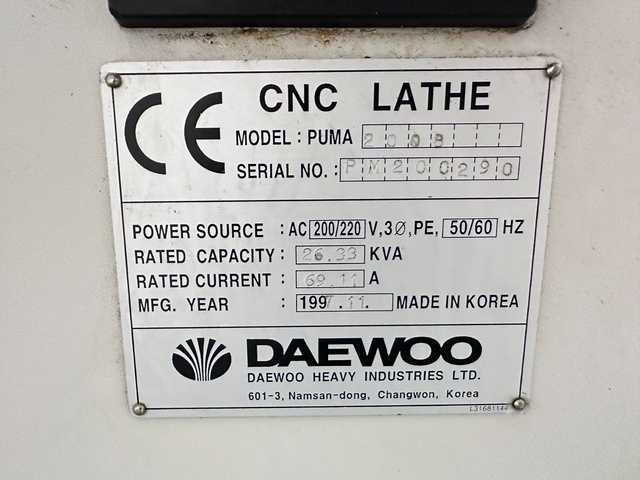 CE
CNC LATHE
MODEL: PUMA 200B
SERIAL NO.: PM200290
POWER SOURCE : AC 200/220 V,3Ø,PE, 50/60 HZ
RATED CAPACITY : 26.33 KVA
RATED CURRENT : 69.11 A
MFG. YEAR : 1997.11. MADE IN KOREA
DAEWOO
DAEWOO HEAVY INDUSTRIES LTD.
601-3, Namsan-dong, Changwon, Korea
L3168114A